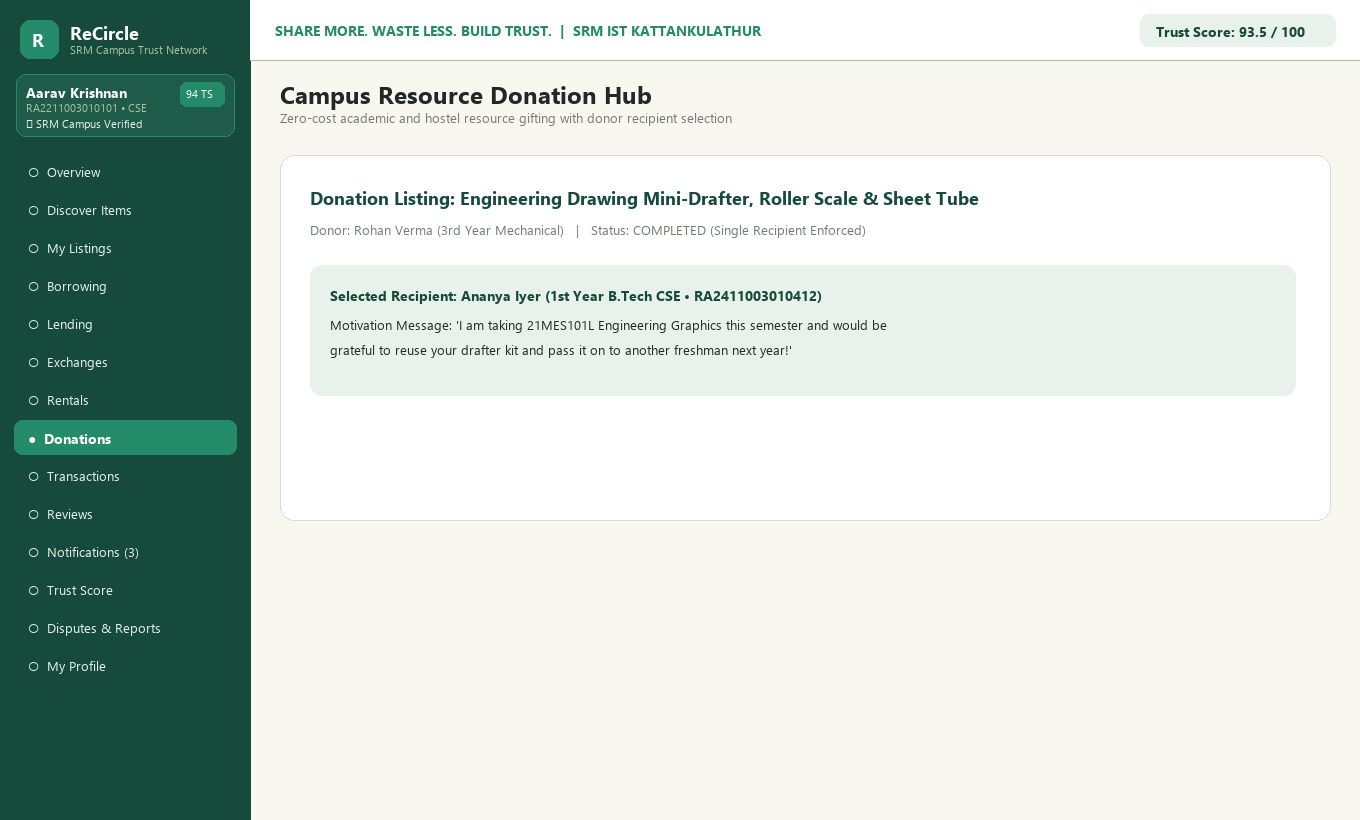 R
ReCircle
SRM Campus Trust Network
Aarav Krishnan
94 TS
RA2211003010101 • CSE
SRM Campus Verified
Overview
Discover Items
My Listings
Borrowing
Lending
Exchanges
Rentals
Donations
Transactions
Reviews
Notifications (3)
Trust Score
Disputes & Reports
My Profile
SHARE MORE. WASTE LESS. BUILD TRUST. | SRM IST KATTANKULATHUR
Trust Score: 93.5 / 100
Campus Resource Donation Hub
Zero-cost academic and hostel resource gifting with donor recipient selection
Donation Listing: Engineering Drawing Mini-Drafter, Roller Scale & Sheet Tube
Donor: Rohan Verma (3rd Year Mechanical) | Status: COMPLETED (Single Recipient Enforced)
Selected Recipient: Ananya Iyer (1st Year B.Tech CSE • RA2411003010412)
Motivation Message: 'I am taking 21MES101L Engineering Graphics this semester and would be
grateful to reuse your drafter kit and pass it on to another freshman next year!'